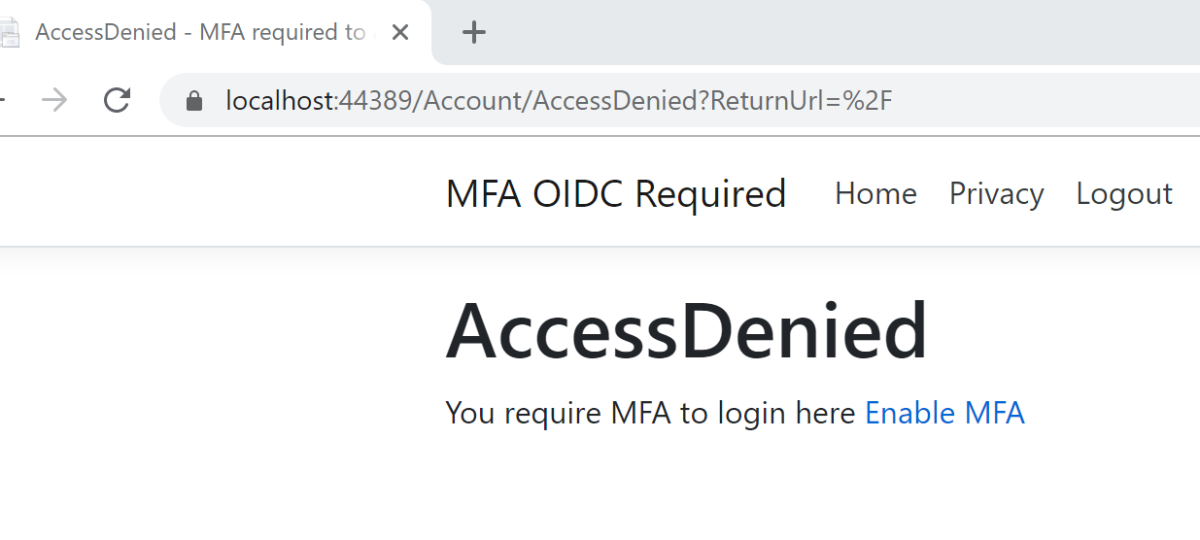 AccessDenied - MFA required to
localhost:44389/Account/AccessDenied?ReturnUrl=%2F
MFA OIDC Required Home Privacy Logout
AccessDenied
You require MFA to login here Enable MFA